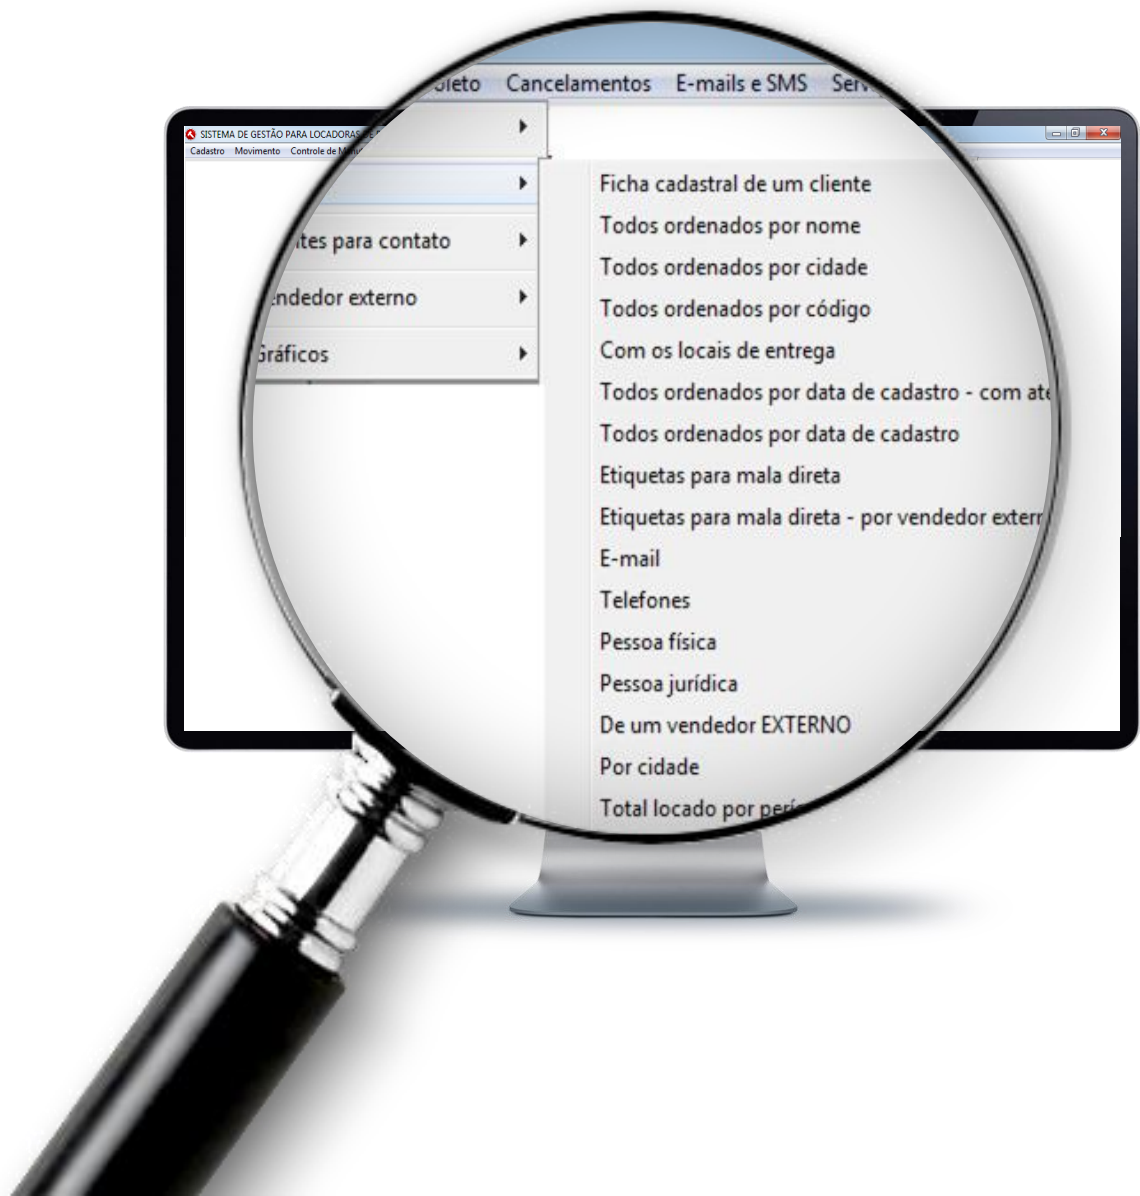 Cancelamentos E-mails e SMS
SISTEMA DE GESTÃO PARA LOCADORAS DE
Cadastro Movimento Controle de
Ficha cadastral de um cliente
Todos ordenados por nome
para contato
Todos ordenados por cidade
externo
Todos ordenados por código
Gráficos
Com os locais de entrega
Todos ordenados por data de cadastro - com
Todos ordenados por data de cadastro
Etiquetas para mala direta
Etiquetas para mala direta - por vendedor
E-mail
Telefones
Pessoa física
Pessoa jurídica
De um vendedor EXTERNO
Por cidade
Total locado por